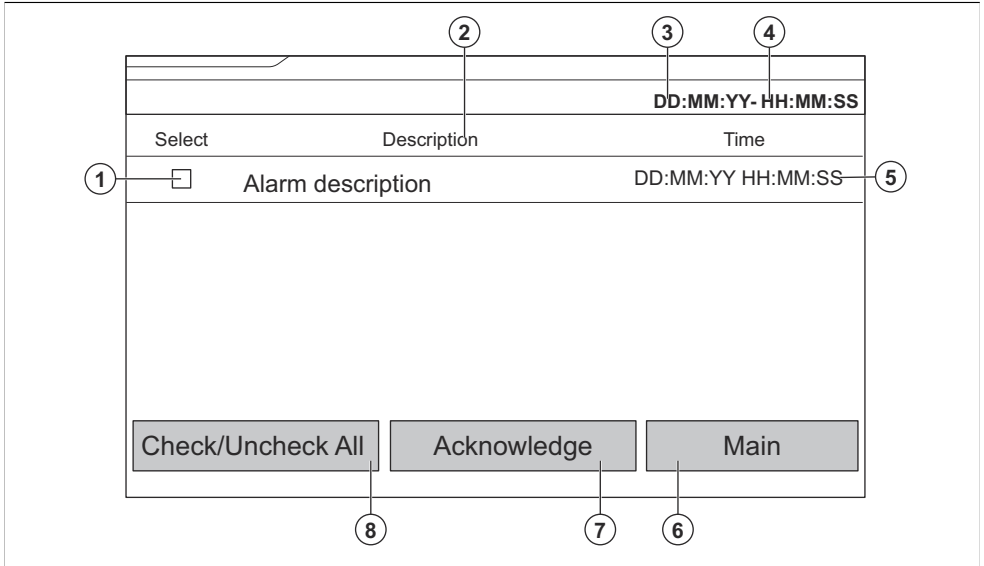 2 3 4
DD:MM:YY- HH:MM:SS
Select Description Time
1 Alarm description DD:MM:YY HH:MM:SS 5
Check/Uncheck All Acknowledge Main
8 7 6